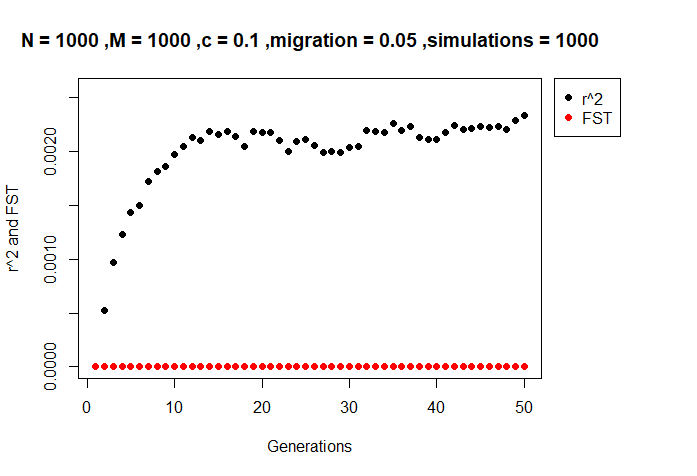 N = 1000 ,M = 1000 ,c = 0.1 ,migration = 0.05 ,simulations = 1000
r^2
FST
r^2 and FST
0.0020
0.0010
0.0000
0 10 20 30 40 50
Generations